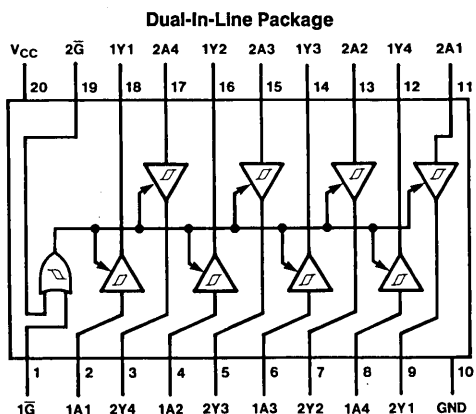 Dual-In-Line Package
VCC 2G̅ 1Y1 2A4 1Y2 2A3 1Y3 2A2 1Y4 2A1
20 19 18 17 16 15 14 13 12 11
1 2 3 4 5 6 7 8 9 10
1G̅ 1A1 2Y4 1A2 2Y3 1A3 2Y2 1A4 2Y1 GND